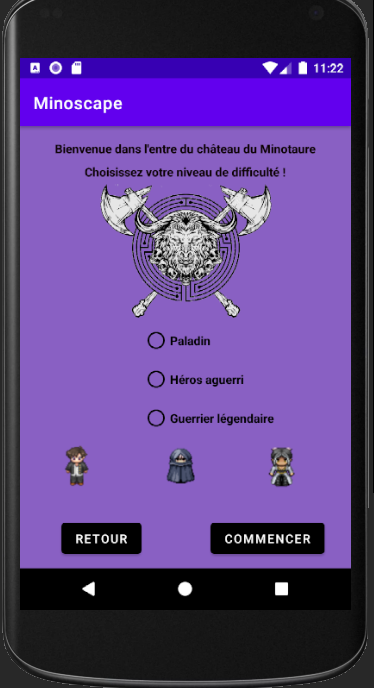 11:22
Minoscape
Bienvenue dans l'entre du château du Minotaure
Choisissez votre niveau de difficulté !
Paladin
Héros aguerri
Guerrier légendaire
RETOUR
COMMENCER